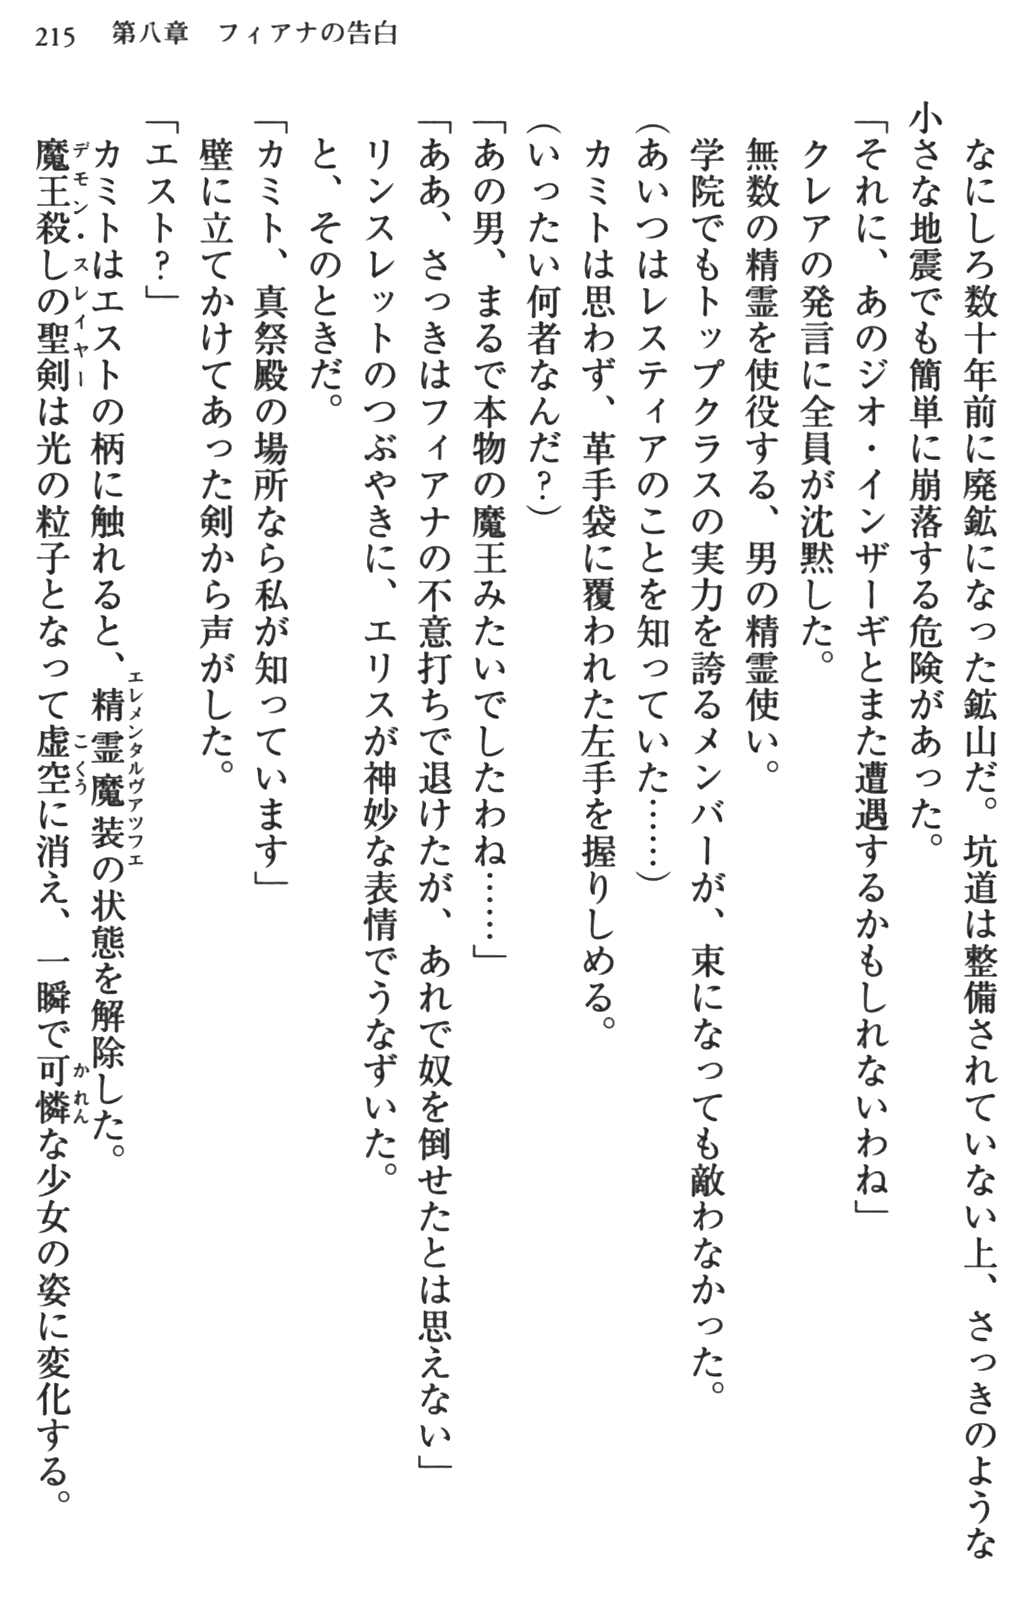 215　第八章　フィアナの告白
　なにしろ数十年前に廃鉱になった鉱山だ。坑道は整備されていない上、さっきのような
小さな地震でも簡単に崩落する危険があった。
「それに、あのジオ・インザーギとまた遭遇するかもしれないわね」
　クレアの発言に全員が沈黙した。
　無数の精霊を使役する、男の精霊使い。
　学院でもトップクラスの実力を誇るメンバーが、束になっても敵わなかった。
（あいつはレスティアのことを知っていた……）
　カミトは思わず、革手袋に覆われた左手を握りしめる。
（いったい何者なんだ？）
「あの男、まるで本物の魔王みたいでしたわね……」
「ああ、さっきはフィアナの不意打ちで退けたが、あれで奴を倒せたとは思えない」
　リンスレットのつぶやきに、エリスが神妙な表情でうなずいた。
　と、そのときだ。
「カミト、真祭殿の場所なら私が知っています」
　壁に立てかけてあった剣から声がした。
「エスト？」
　カミトはエストの柄に触れると、精霊魔装の状態を解除した。
エレメンタルヴァッフェ
　魔王殺しの聖剣は光の粒子となって虚空に消え、一瞬で可憐な少女の姿に変化する。
デモン・スレイヤー
こくう
かれん